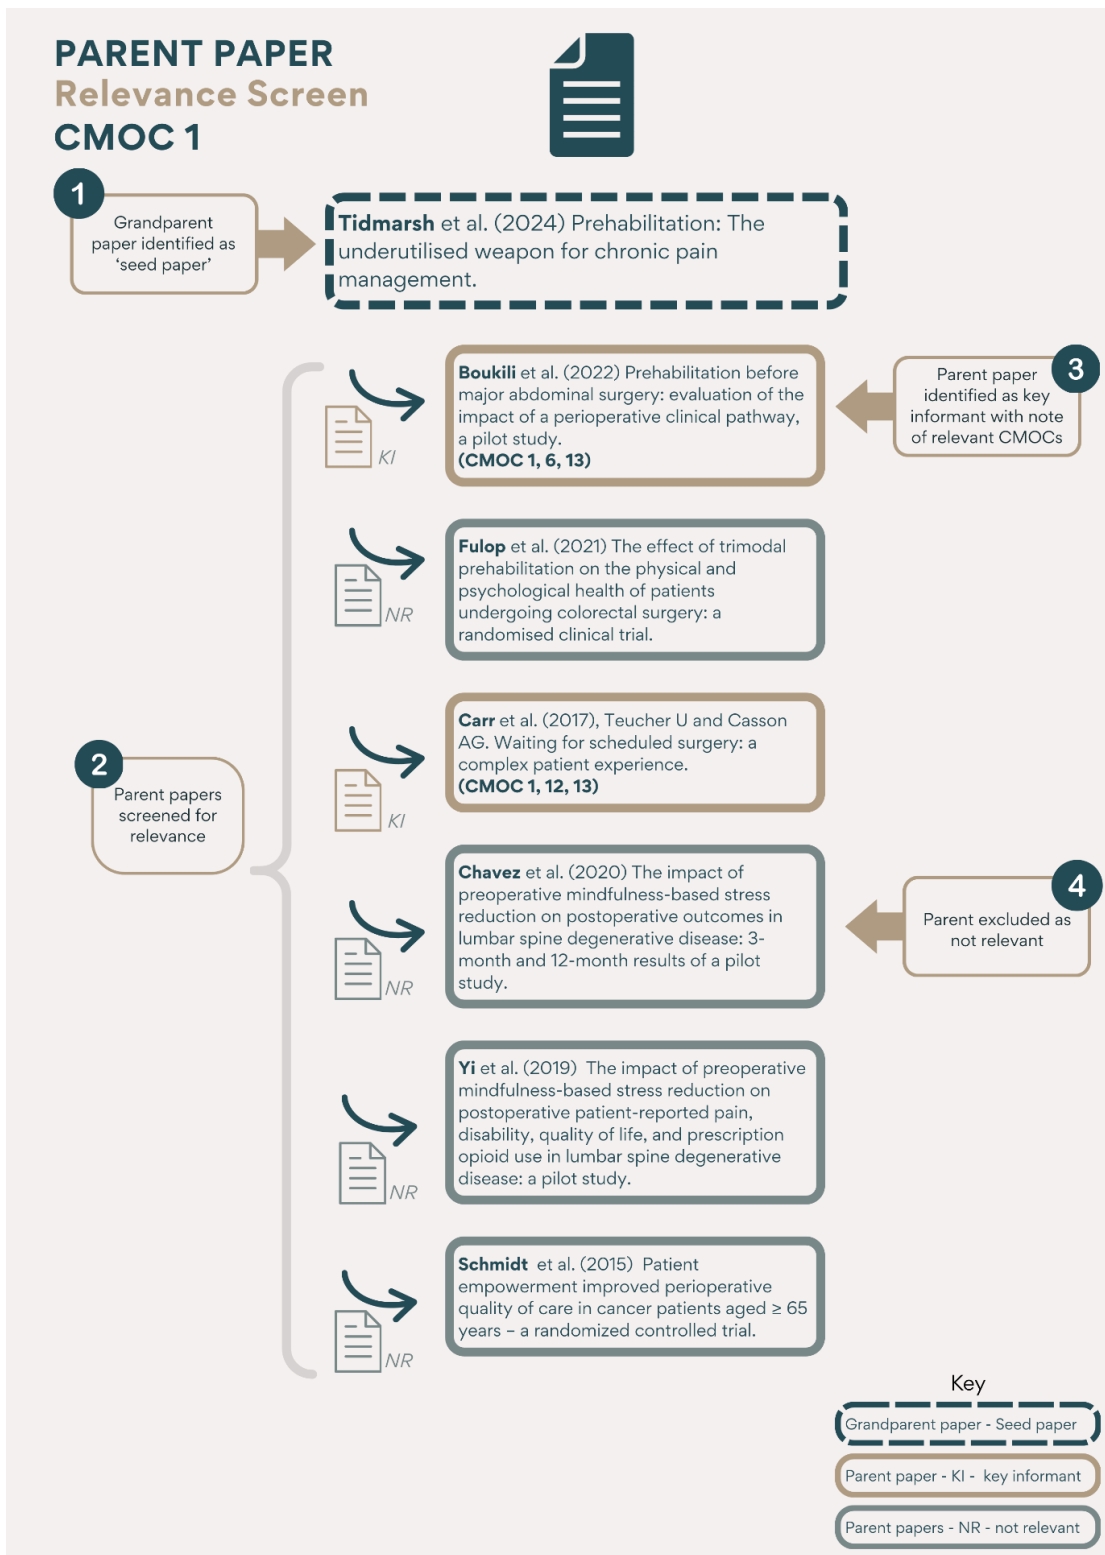 PARENT PAPER
Relevance Screen
CMOC 1
1
Grandparent
paper identified as
‘seed paper’
Tidmarsh et al. (2024) Prehabilitation: The
underutilised weapon for chronic pain
management.
Boukili et al. (2022) Prehabilitation before
major abdominal surgery: evaluation of the
impact of a perioperative clinical pathway,
a pilot study.
(CMOC 1, 6, 13)
KI
3
Parent paper
identified as key
informant with note
of relevant CMOCs
Fulop et al. (2021) The effect of trimodal
prehabilitation on the physical and
psychological health of patients
undergoing colorectal surgery: a
randomised clinical trial.
NR
2
Parent papers
screened for
relevance
Carr et al. (2017), Teucher U and Casson
AG. Waiting for scheduled surgery: a
complex patient experience.
(CMOC 1, 12, 13)
KI
Chavez et al. (2020) The impact of
preoperative mindfulness-based stress
reduction on postoperative outcomes in
lumbar spine degenerative disease: 3-
month and 12-month results of a pilot
study.
NR
4
Parent excluded as
not relevant
Yi et al. (2019) The impact of preoperative
mindfulness-based stress reduction on
postoperative patient-reported pain,
disability, quality of life, and prescription
opioid use in lumbar spine degenerative
disease: a pilot study.
NR
Schmidt et al. (2015) Patient
empowerment improved perioperative
quality of care in cancer patients aged ≥ 65
years – a randomized controlled trial.
NR
Key
Grandparent paper - Seed paper
Parent paper - KI - key informant
Parent papers - NR - not relevant